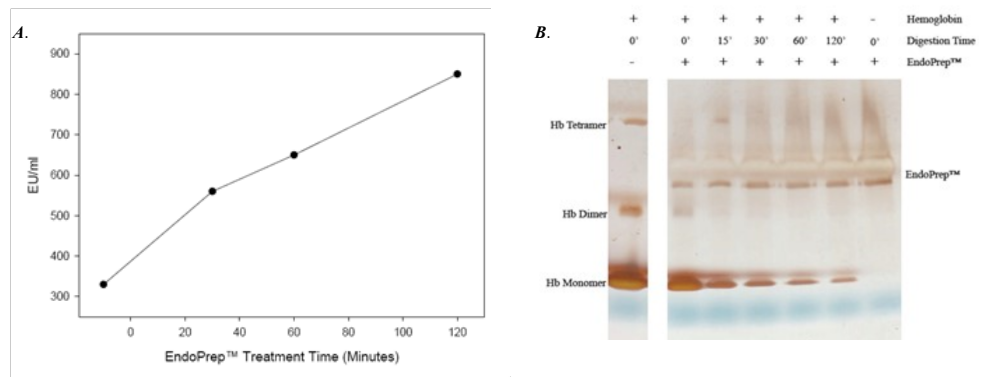 A.
900
800
700
600
500
400
300
EU/ml
0
20
40
60
80
100
120
EndoPrep™ Treatment Time (Minutes)
B.
+ + + + + + - Hemoglobin
0' 0' 15' 30' 60' 120' 0' Digestion Time
- + + + + + + EndoPrep™
Hb Tetramer
EndoPrep™
Hb Dimer
Hb Monomer